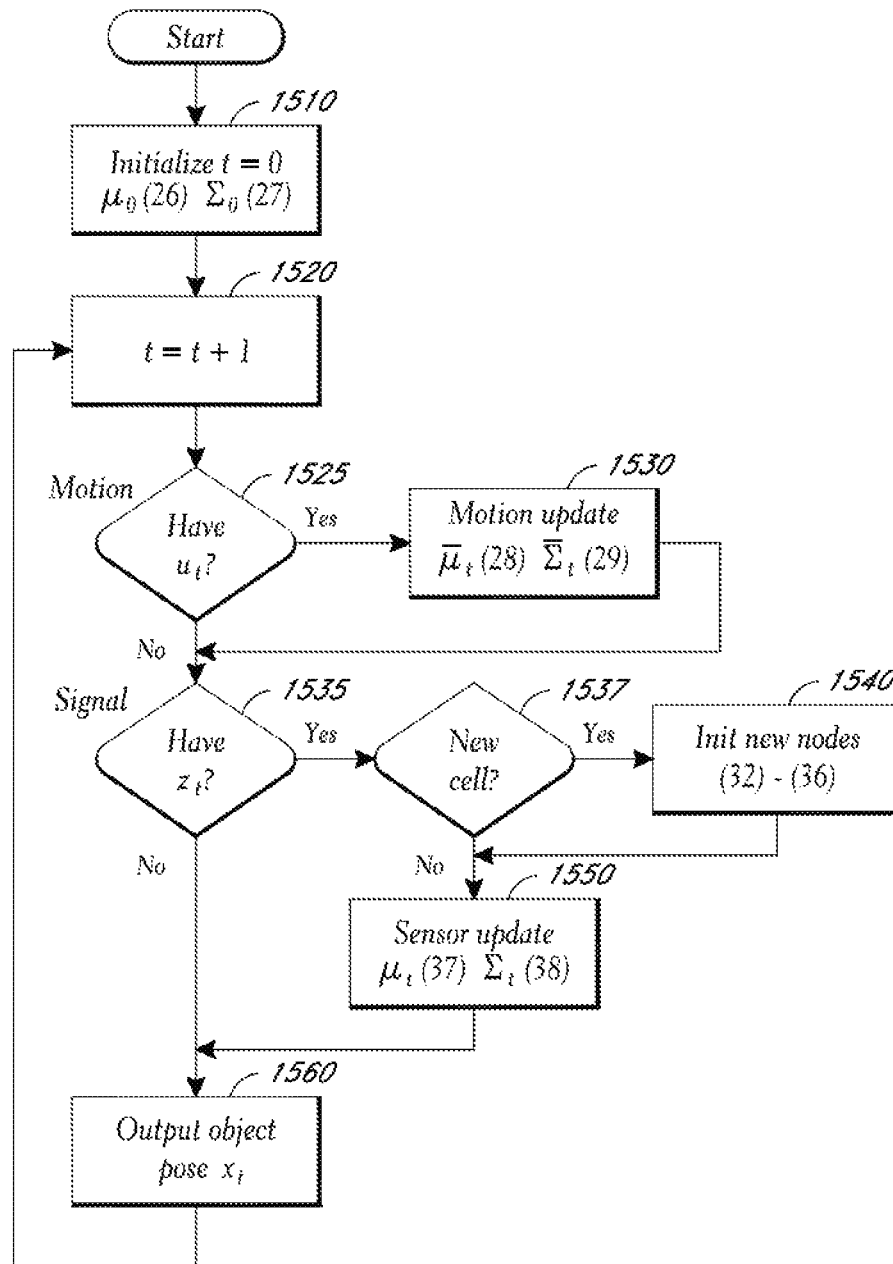 Start
1510
Initialize t = 0
μ₀ (26) Σ₀ (27)
1520
t = t + 1
1525
Motion
Have
uₜ?
Yes
No
1530
Motion update
μ̅ₜ (28) Σ̅ₜ (29)
1535
Signal
Have
zₜ?
Yes
No
1537
New
cell?
Yes
No
1540
Init new nodes
(32) - (36)
1550
Sensor update
μₜ (37) Σₜ (38)
1560
Output object
pose xₜ